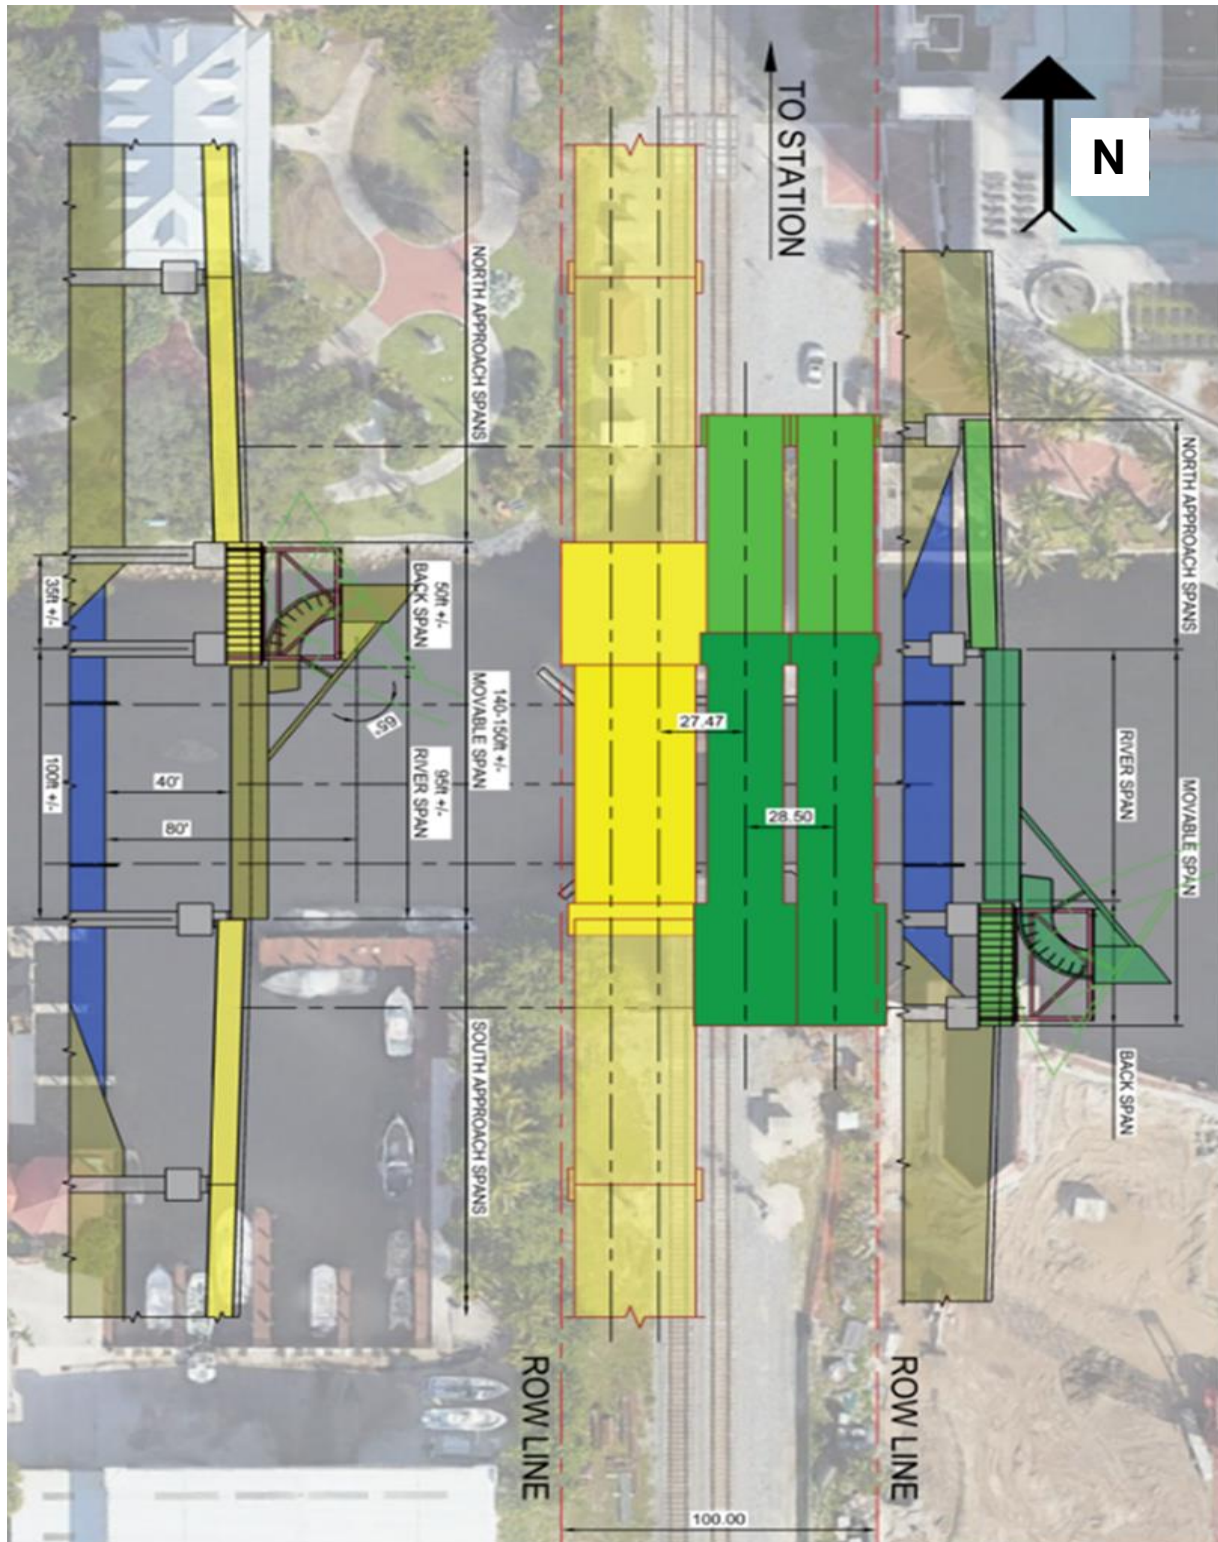 N
TO STATION
NORTH APPROACH SPANS
50ft +/-
BACK SPAN
35ft +/-
140-150ft +/-
MOVABLE SPAN
65°
95ft +/-
RIVER SPAN
100ft +/-
40'
80'
27.47
28.50
NORTH APPROACH SPANS
RIVER SPAN
MOVABLE SPAN
BACK SPAN
SOUTH APPROACH SPANS
ROW LINE
ROW LINE
100.00